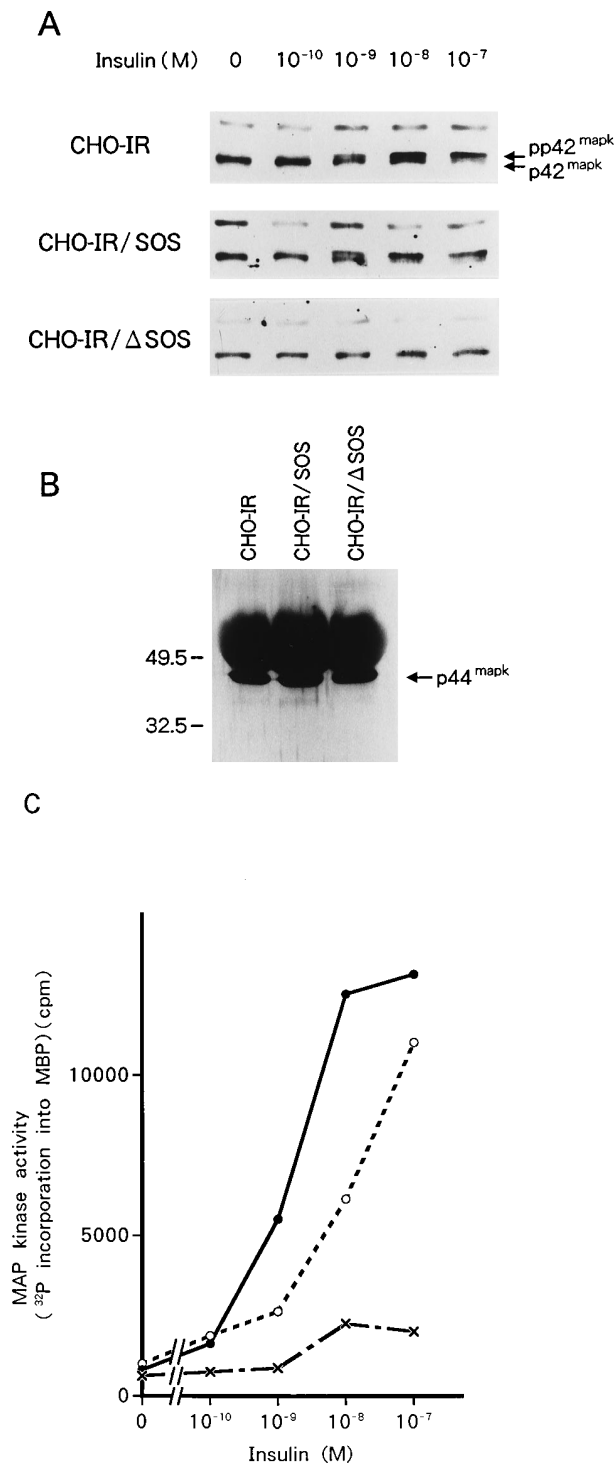 A
Insulin (M) 0 10⁻¹⁰ 10⁻⁹ 10⁻⁸ 10⁻⁷
CHO-IR
pp42ᵐᵃᵖᵏ
p42ᵐᵃᵖᵏ
CHO-IR/SOS
CHO-IR/ΔSOS
B
CHO-IR
CHO-IR/SOS
CHO-IR/ΔSOS
49.5
p44ᵐᵃᵖᵏ
32.5
C
MAP kinase activity
(³²P incorporation into MBP)(cpm)
10000
5000
0
0 10⁻¹⁰ 10⁻⁹ 10⁻⁸ 10⁻⁷
Insulin (M)